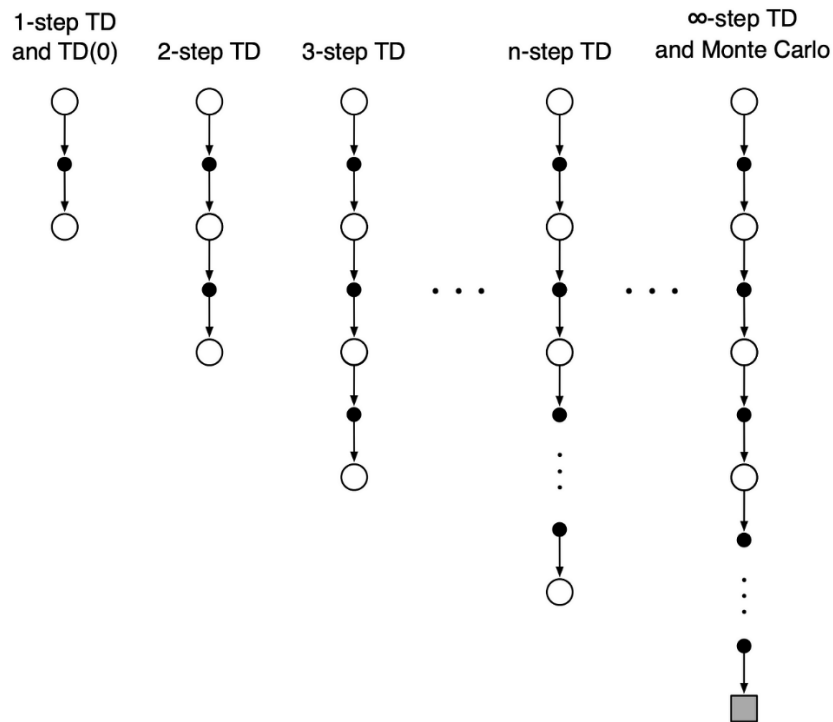 1-step TD
and TD(0)
2-step TD
3-step TD
n-step TD
∞-step TD
and Monte Carlo